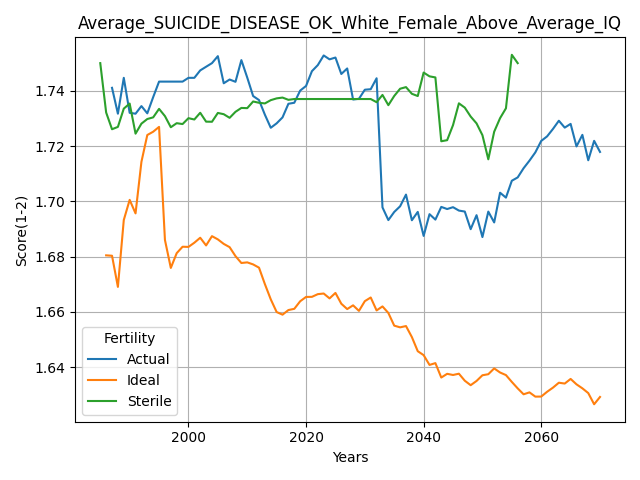 Average_SUICIDE_DISEASE_OK_White_Female_Above_Average_IQ
Score(1-2)
1.74
1.72
1.70
1.68
1.66
1.64
Fertility
Actual
Ideal
Sterile
2000
2020
2040
2060
Years